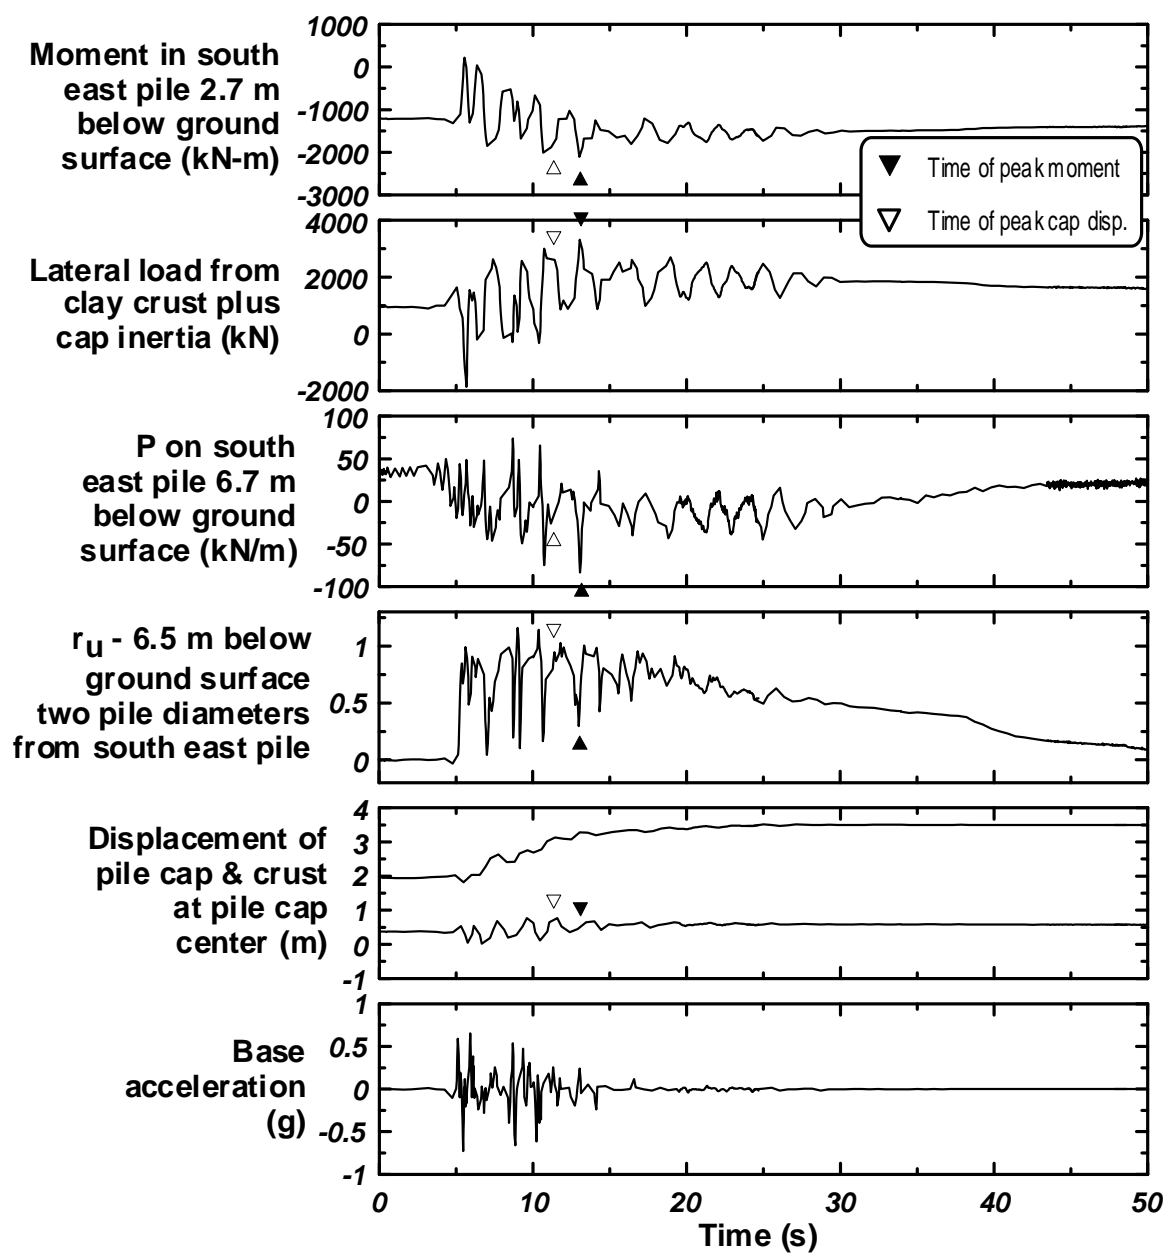 Moment in south
east pile 2.7 m
below ground
surface (kN-m)
1000
0
-1000
-2000
-3000
Time of peak moment
Time of peak cap disp.
Lateral load from
clay crust plus
cap inertia (kN)
4000
2000
0
-2000
P on south
east pile 6.7 m
below ground
surface (kN/m)
100
50
0
-50
-100
ru - 6.5 m below
ground surface
two pile diameters
from south east pile
1
0.5
0
Displacement of
pile cap & crust
at pile cap
center (m)
4
3
2
1
0
-1
Base
acceleration
(g)
1
0.5
0
-0.5
-1
0 10 20 30 40 50
Time (s)